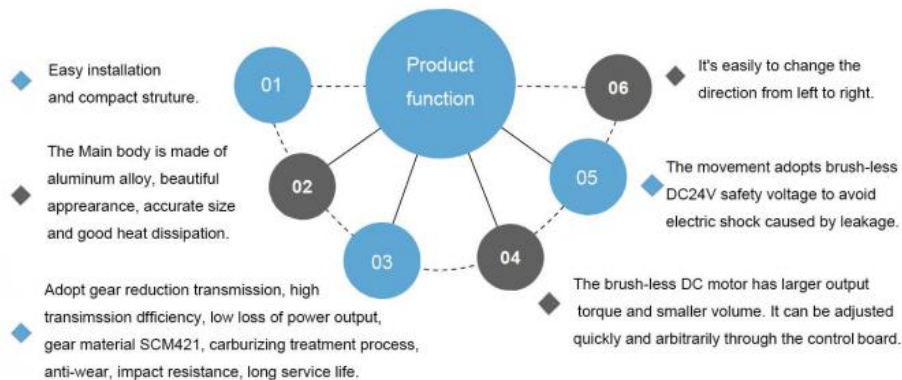 Product
function
01
Easy installation
and compact struture.
02
The Main body is made of
aluminum alloy, beautiful
apprearance, accurate size
and good heat dissipation.
03
Adopt gear reduction transmission, high
transimssion dfficiency, low loss of power output,
gear material SCM421, carburizing treatment process,
anti-wear, impact resistance, long service life.
04
The brush-less DC motor has larger output
torque and smaller volume. It can be adjusted
quickly and arbitrarily through the control board.
05
The movement adopts brush-less
DC24V safety voltage to avoid
electric shock caused by leakage.
06
It's easily to change the
direction from left to right.